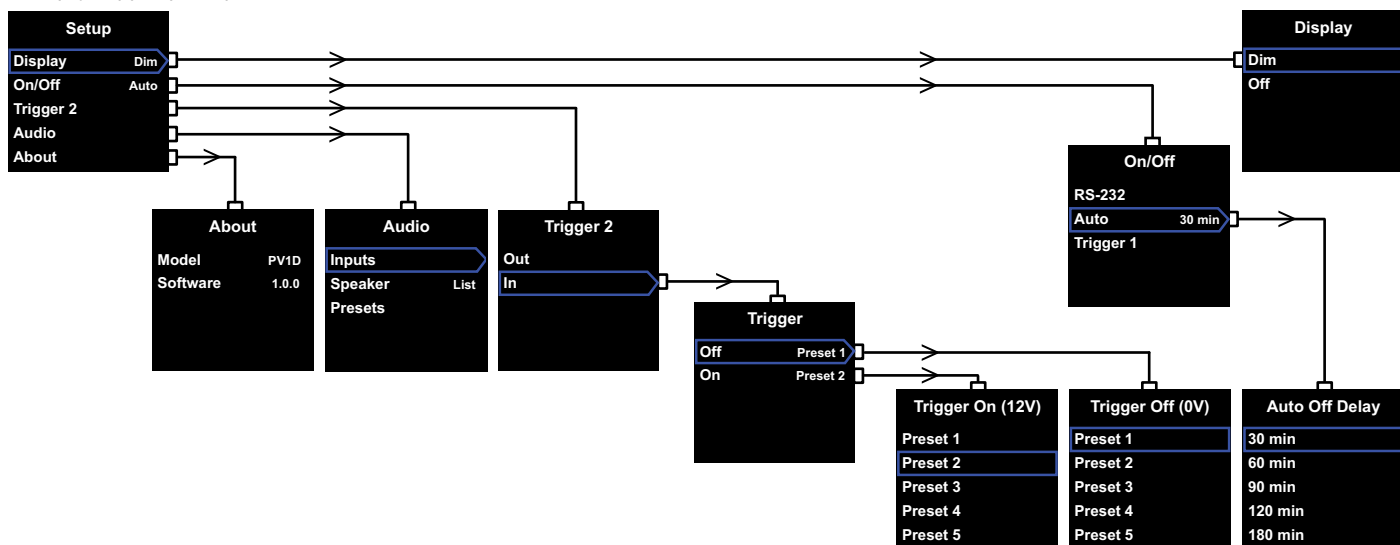 Setup
Display Dim
On/Off Auto
Trigger 2
Audio
About
Display
Dim
Off
On/Off
RS-232
Auto 30 min
Trigger 1
About
Model PV1D
Software 1.0.0
Audio
Inputs
Speaker List
Presets
Trigger 2
Out
In
Trigger
Off Preset 1
On Preset 2
Trigger On (12V)
Preset 1
Preset 2
Preset 3
Preset 4
Preset 5
Trigger Off (0V)
Preset 1
Preset 2
Preset 3
Preset 4
Preset 5
Auto Off Delay
30 min
60 min
90 min
120 min
180 min